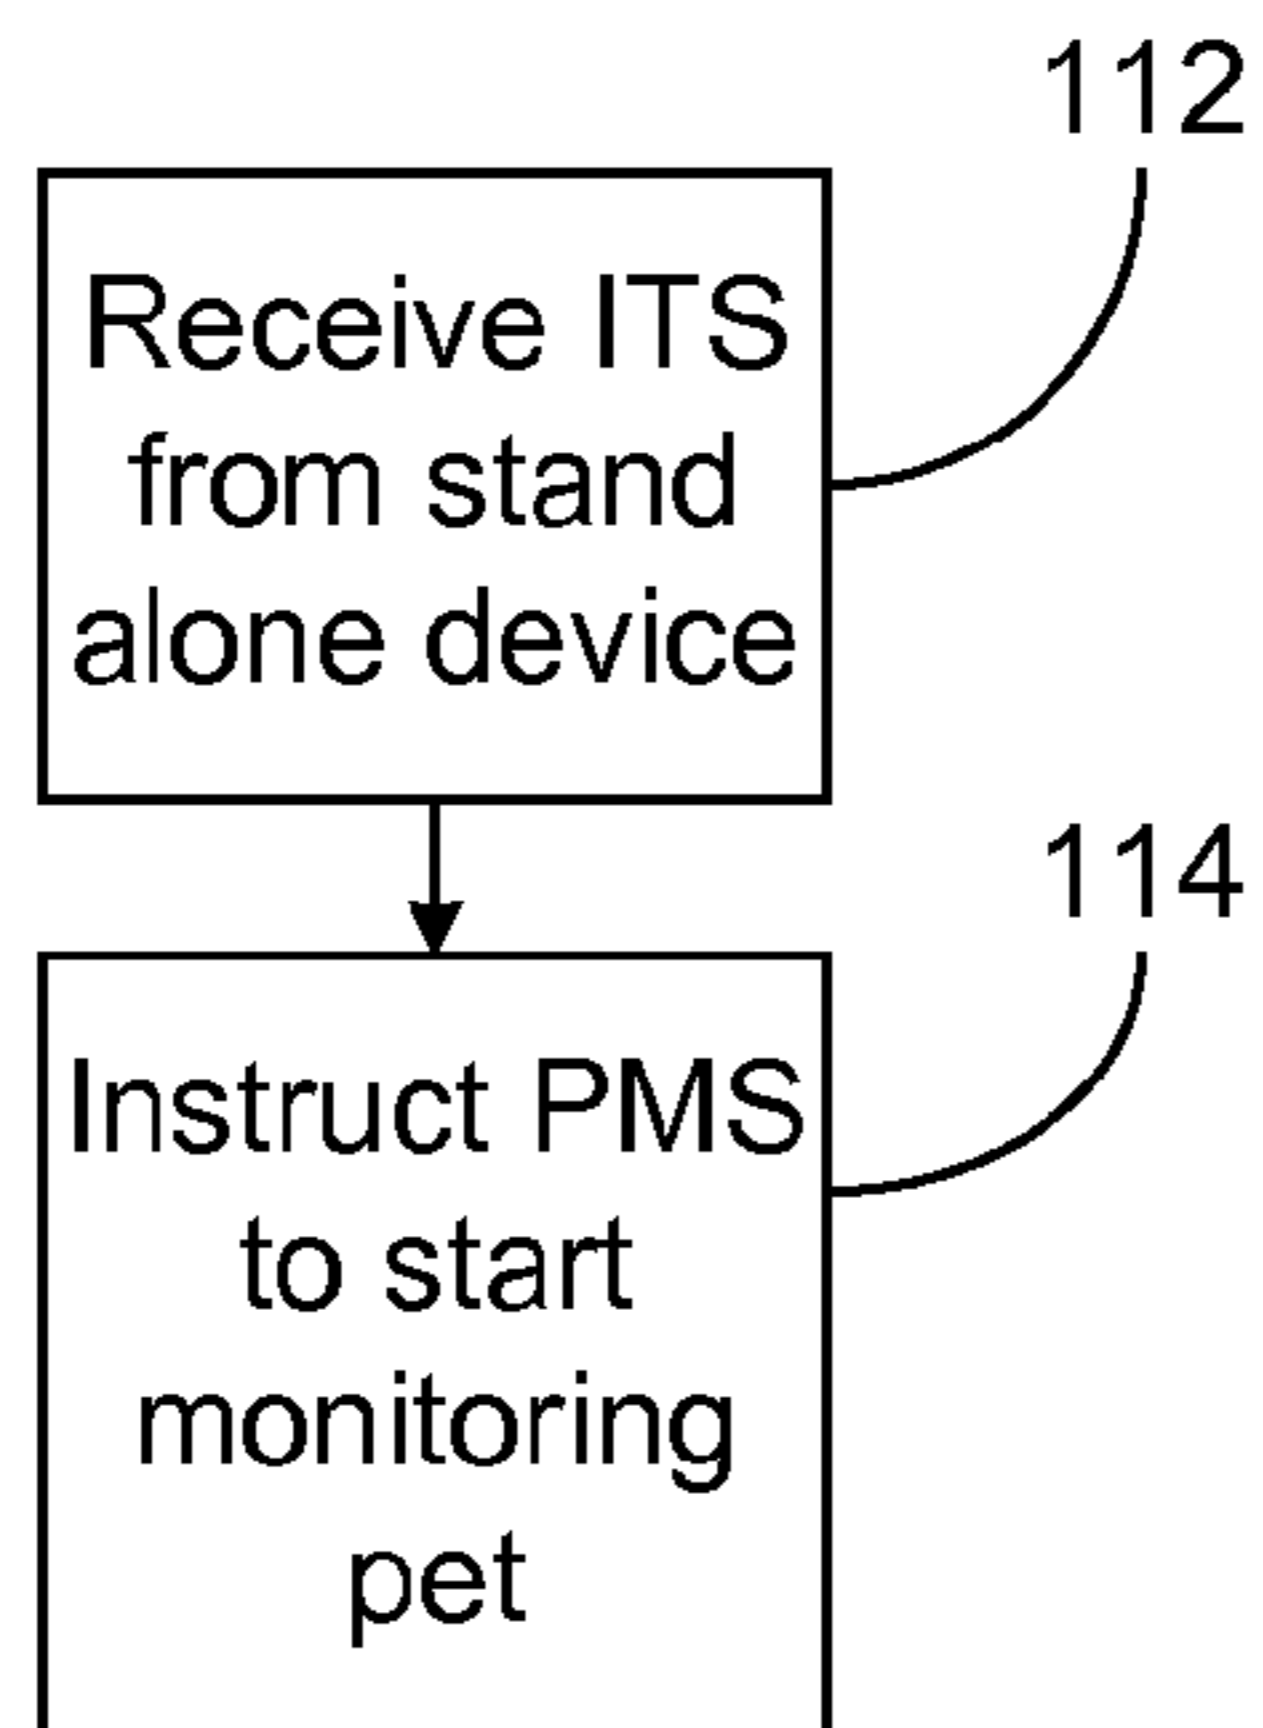 112
Receive ITS
from stand
alone device
114
Instruct PMS
to start
monitoring
pet